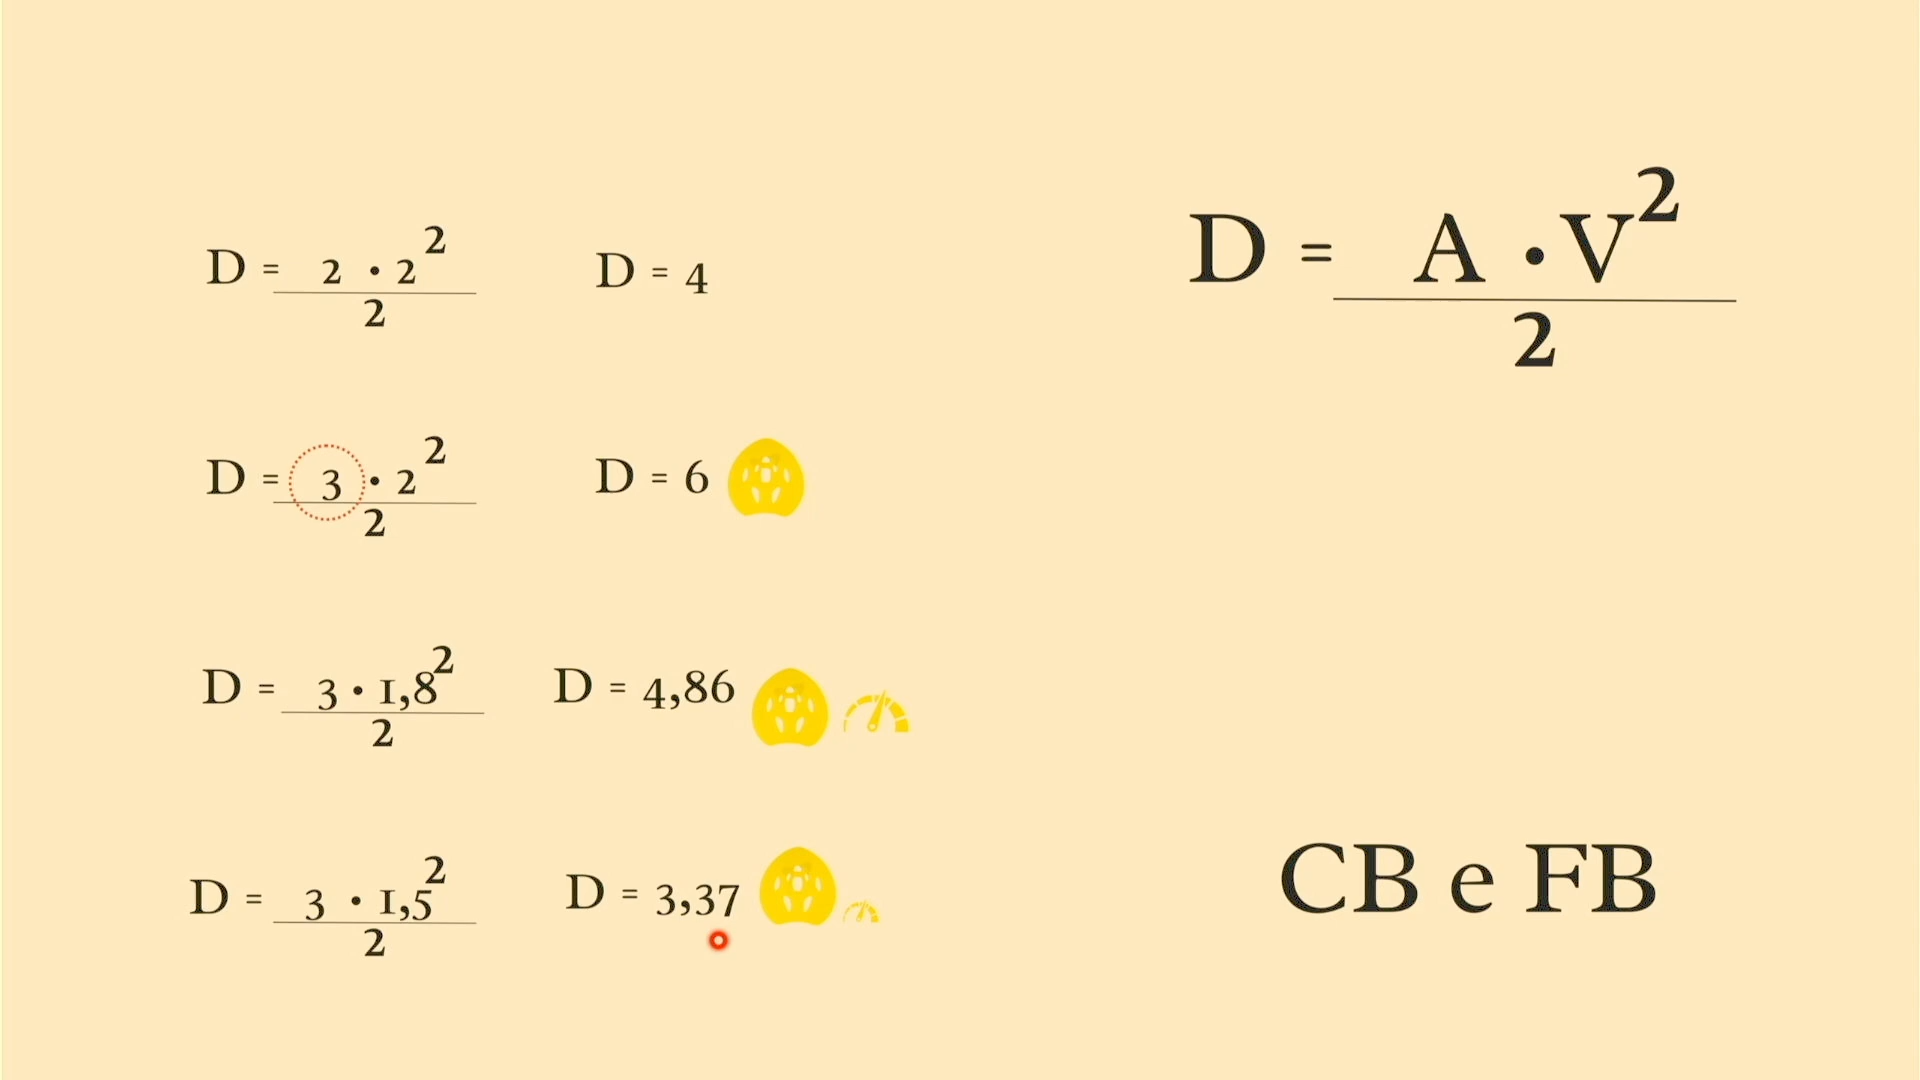 D = 2 · 2²
2
D = 4
D = 3 · 2²
2
D = 6
D = 3 · 1,8²
2
D = 4,86
D = 3 · 1,5²
2
D = 3,37
D = A · V²
2
CB e FB